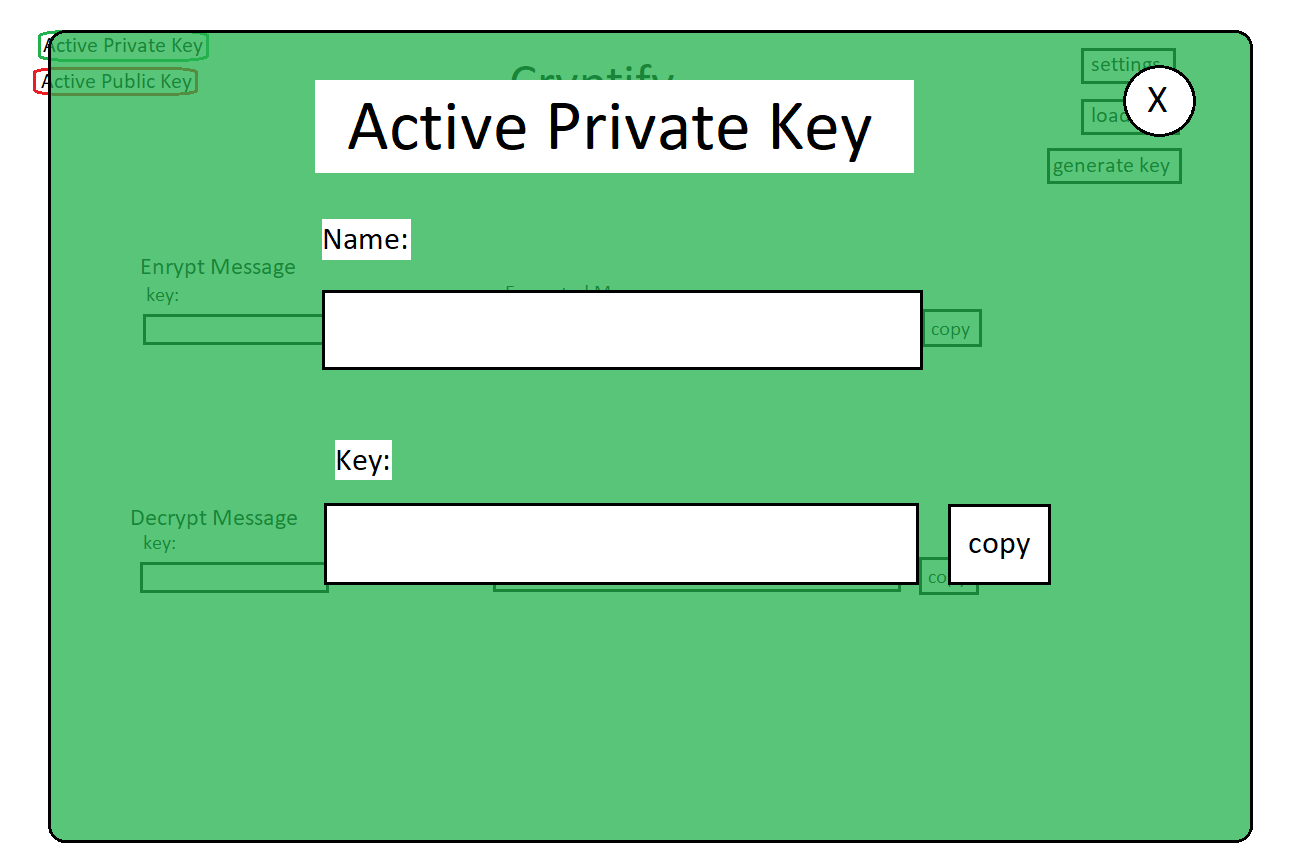 Active Private Key
Active Public Key
Cryptify
settings
load
generate key
X
Active Private Key
Name:
Enrypt Message
key:
copy
Key:
Decrypt Message
key:
copy
copy